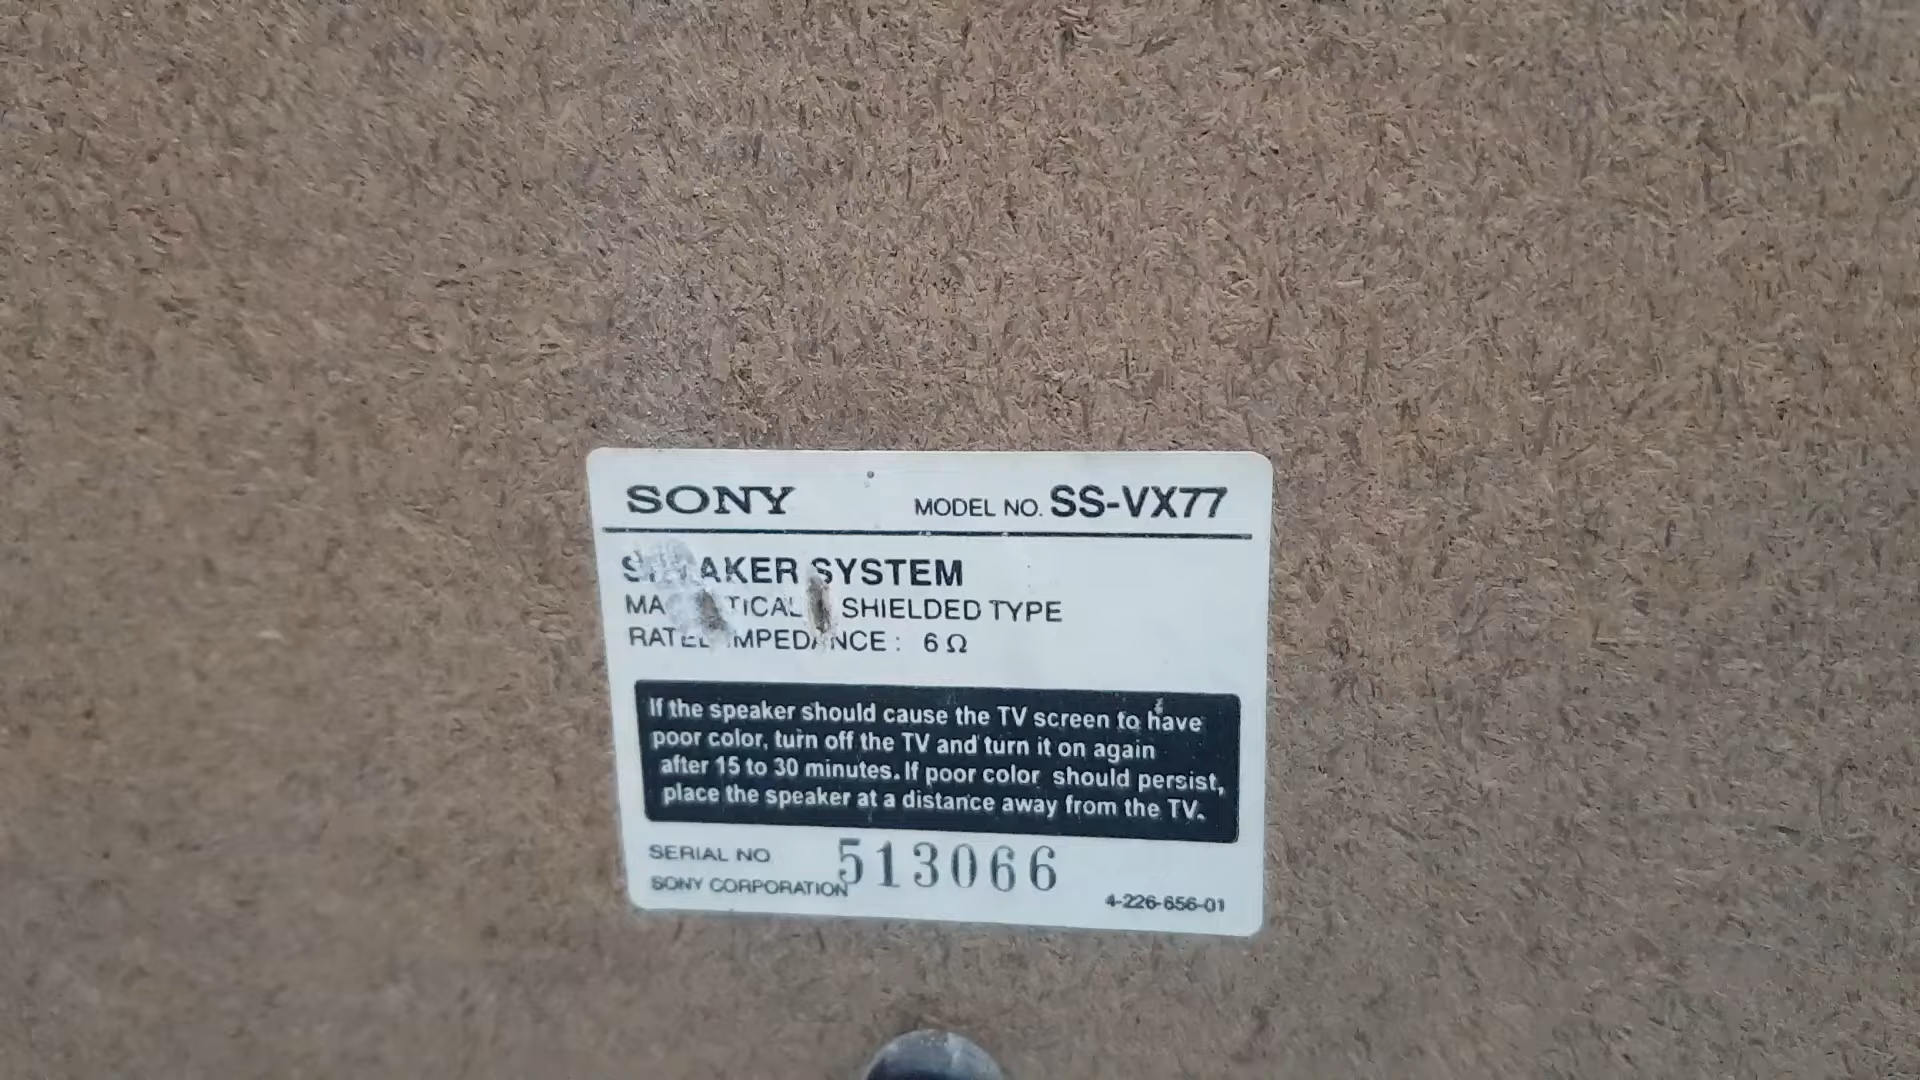 SONY MODEL NO. SS-VX77
SYSTEM
SHIELDED TYPE
: 6 Ω
If the speaker should cause the TV screen to have
poor color, turn off the TV and turn it on again
after 15 to 30 minutes. If poor color should persist,
place the speaker at a distance away from the TV.
SERIAL NO 513066
SONY CORPORATION
4-226-656-01